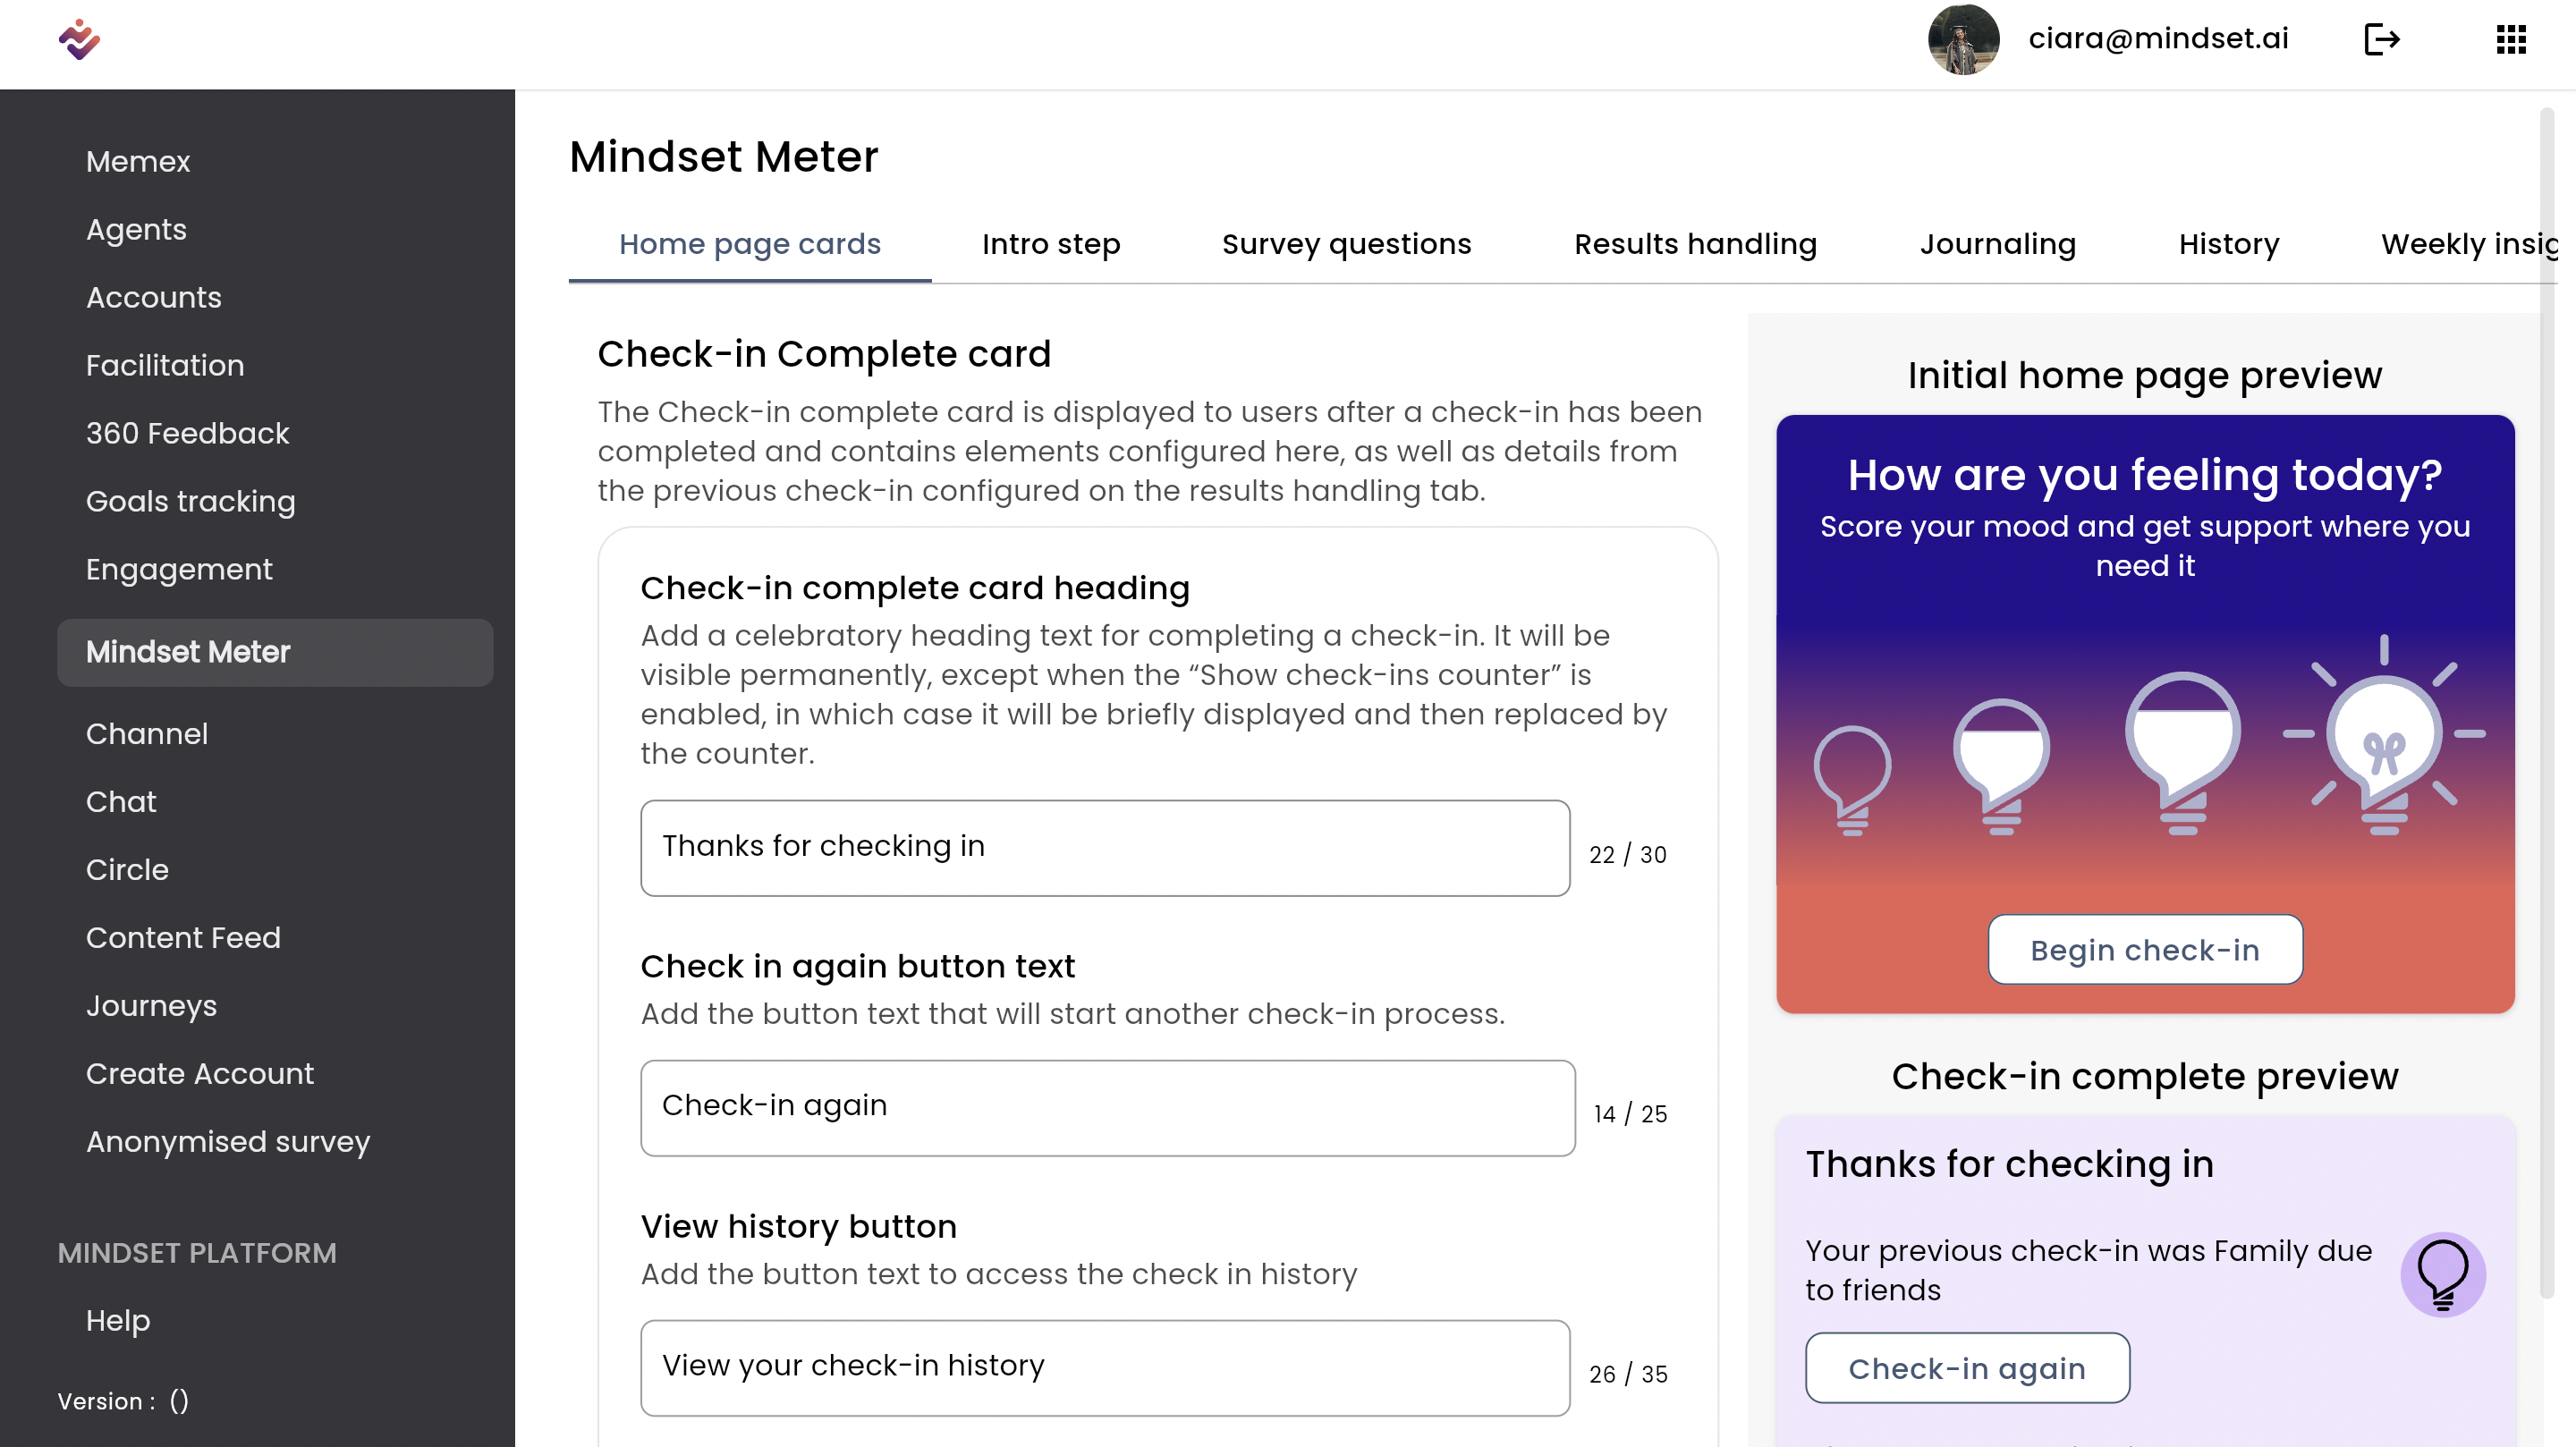 ciara@mindset.ai
Memex
Agents
Accounts
Facilitation
360 Feedback
Goals tracking
Engagement
Mindset Meter
Channel
Chat
Circle
Content Feed
Journeys
Create Account
Anonymised survey
MINDSET PLATFORM
Help
Version : ()
Mindset Meter
Home page cards
Intro step
Survey questions
Results handling
Journaling
History
Weekly
Check-in Complete card
The Check-in complete card is displayed to users after a check-in has been
completed and contains elements configured here, as well as details from
the previous check-in configured on the results handling tab.
Check-in complete card heading
Add a celebratory heading text for completing a check-in. It will be
visible permanently, except when the “Show check-ins counter” is
enabled, in which case it will be briefly displayed and then replaced by
the counter.
Thanks for checking in
22 / 30
Check in again button text
Add the button text that will start another check-in process.
Check-in again
14 / 25
View history button
Add the button text to access the check in history
View your check-in history
26 / 35
Initial home page preview
How are you feeling today?
Score your mood and get support where you
need it
Begin check-in
Check-in complete preview
Thanks for checking in
Your previous check-in was Family due
to friends
Check-in again